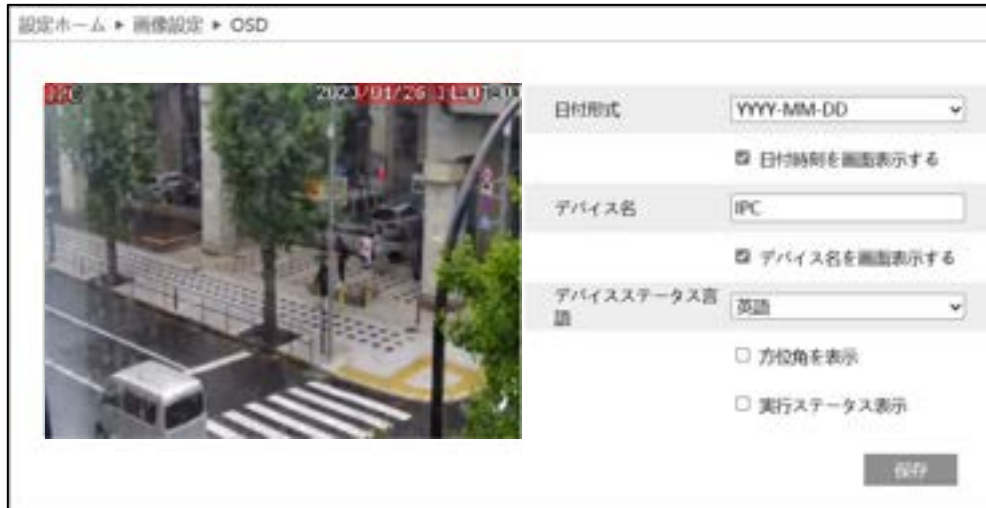 設定ホーム ▸ 画像設定 ▸ OSD
IPC
2023/01/26
日付形式
YYYY-MM-DD
☑ 日付時刻を画面表示する
デバイス名
IPC
☑ デバイス名を画面表示する
デバイスステータス言
語
英語
☐ 方位角を表示
☐ 実行ステータス表示
保存